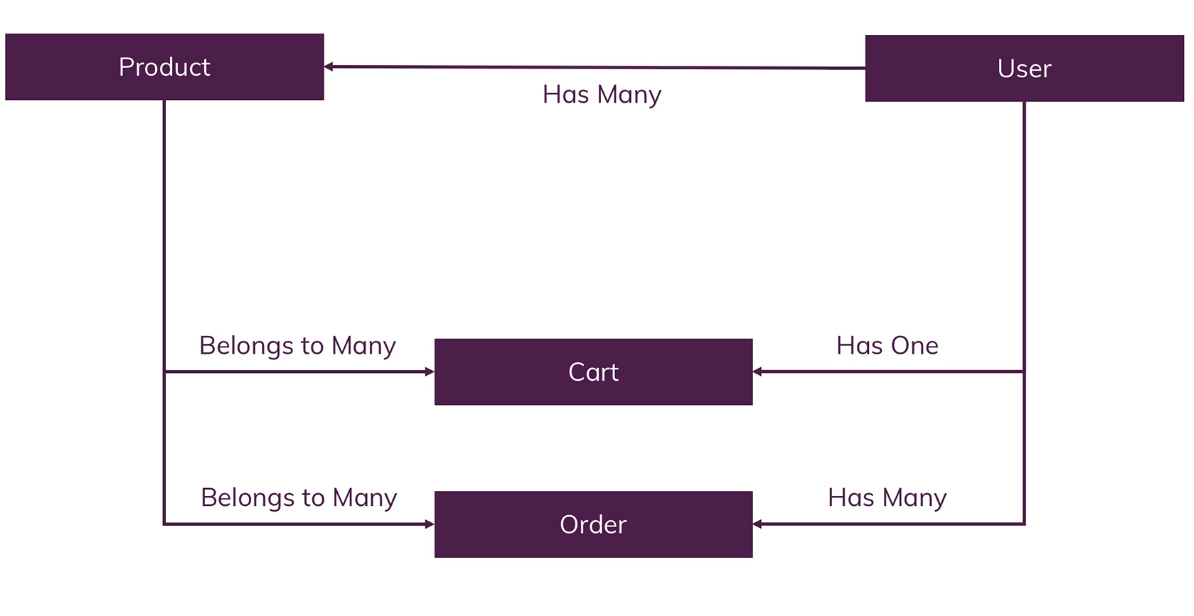 Product
User
Has Many
Belongs to Many
Has One
Cart
Belongs to Many
Has Many
Order